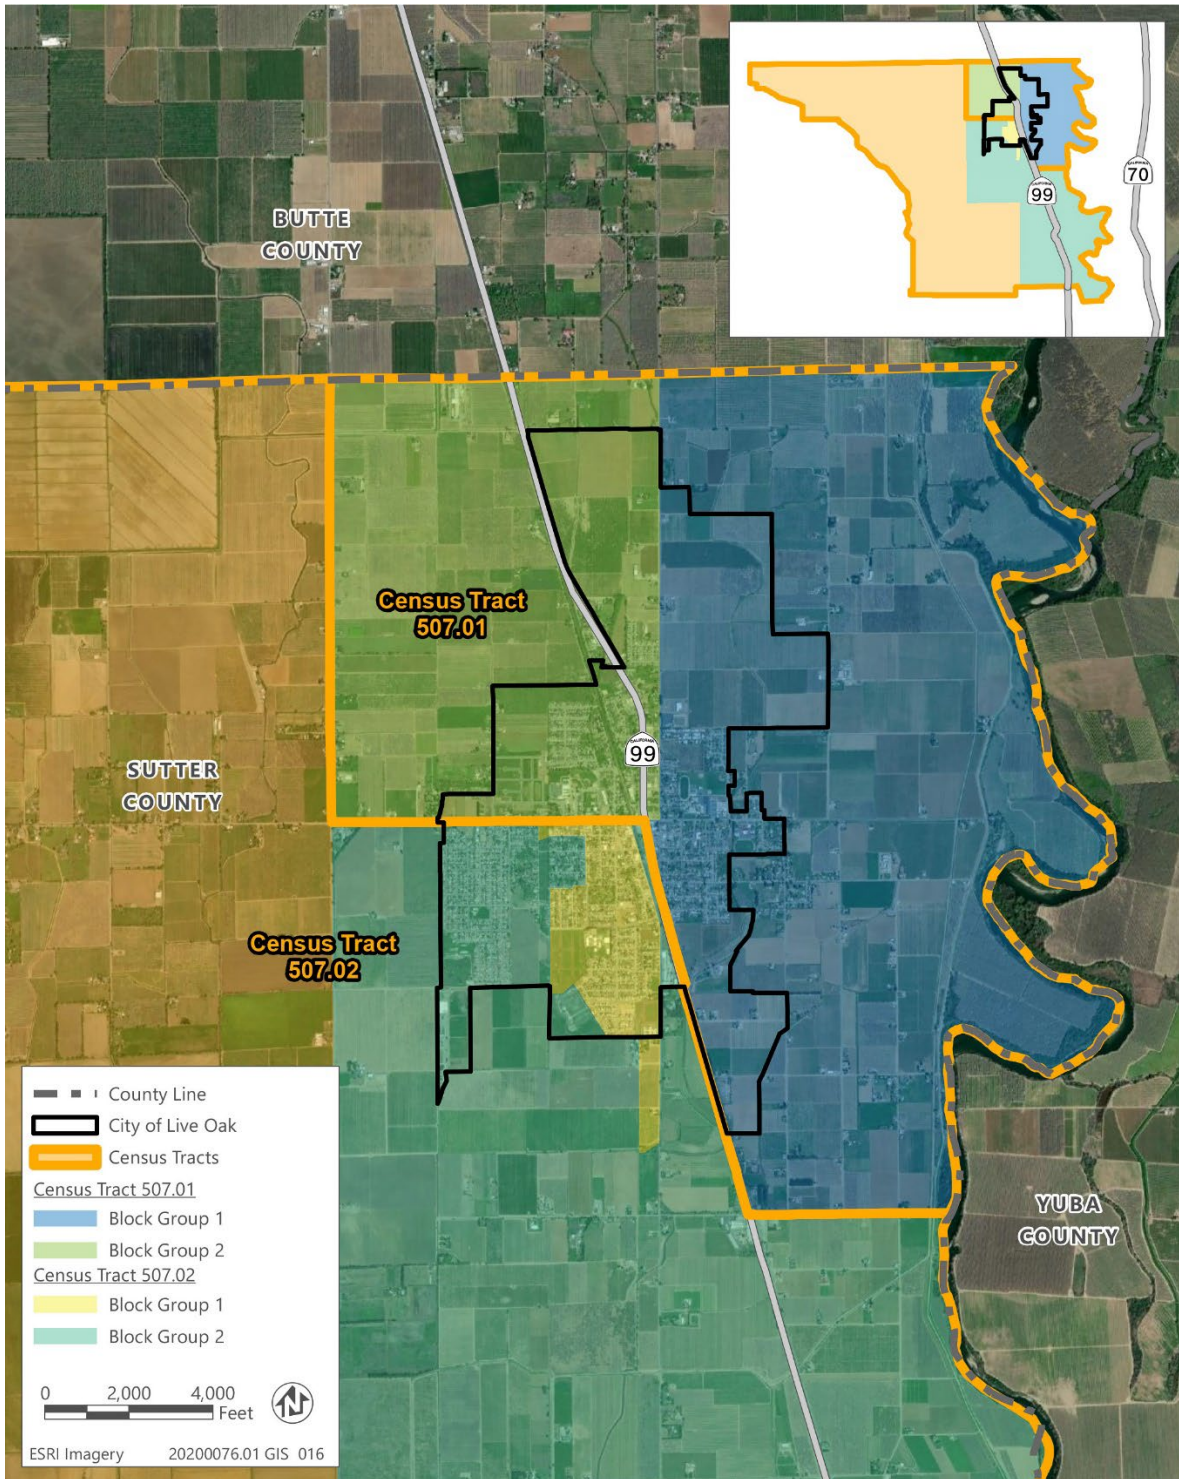 CALIFORNIA
70
CALIFORNIA
99
BUTTE
COUNTY
Census Tract
507.01
CALIFORNIA
99
SUTTER
COUNTY
Census Tract
507.02
YUBA
COUNTY
County Line
City of Live Oak
Census Tracts
Census Tract 507.01
Block Group 1
Block Group 2
Census Tract 507.02
Block Group 1
Block Group 2
0 2,000 4,000
Feet
N
ESRI Imagery 20200076.01 GIS 016